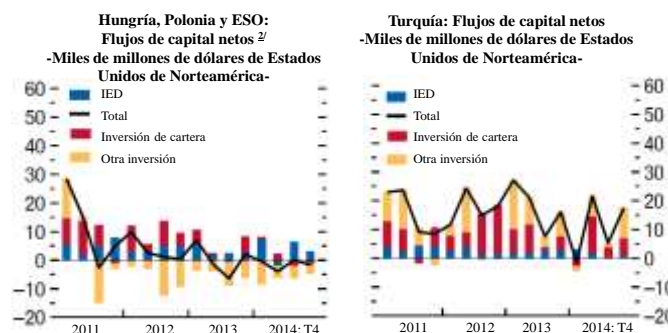 Hungría, Polonia y ESO:
Flujos de capital netos 2/
-Miles de millones de dólares de Estados
Unidos de Norteamérica-
60
50
40
30
20
10
0
–10
–20
IED
Total
Inversión de cartera
Otra inversión
2011
2012
2013
2014: T4
Turquía: Flujos de capital netos
-Miles de millones de dólares de Estados
Unidos de Norteamérica-
IED
Total
Inversión de cartera
Otra inversión
60
50
40
30
20
10
0
–10
–20
2011
2012
2013
2014: T4